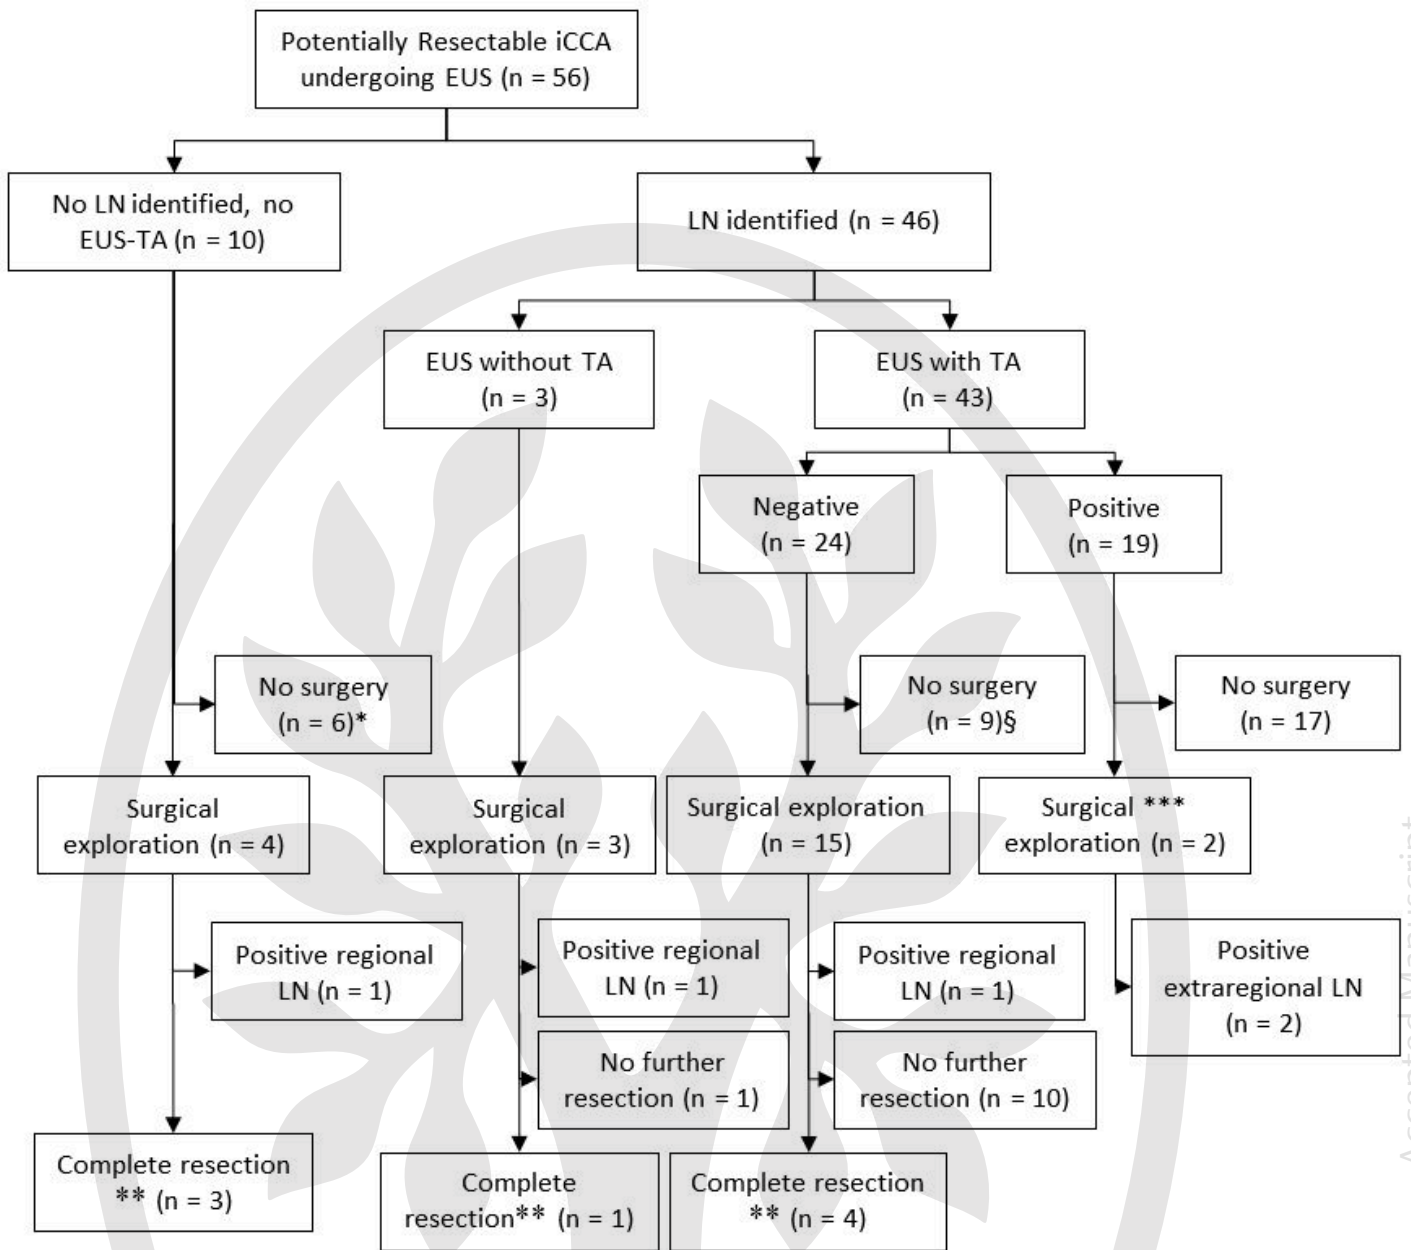 Potentially Resectable iCCA
undergoing EUS (n = 56)
No LN identified, no
EUS-TA (n = 10)
LN identified (n = 46)
EUS without TA
(n = 3)
EUS with TA
(n = 43)
Negative
(n = 24)
Positive
(n = 19)
No surgery
(n = 6)*
No surgery
(n = 9)§
No surgery
(n = 17)
Surgical
exploration (n = 4)
Surgical
exploration (n = 3)
Surgical exploration
(n = 15)
Surgical ***
exploration (n = 2)
Positive regional
LN (n = 1)
Positive regional
LN (n = 1)
Positive regional
LN (n = 1)
Positive
extraregional LN
(n = 2)
No further
resection (n = 1)
No further
resection (n = 10)
Complete resection
** (n = 3)
Complete
resection** (n = 1)
Complete resection
** (n = 4)
Accepted Manuscript